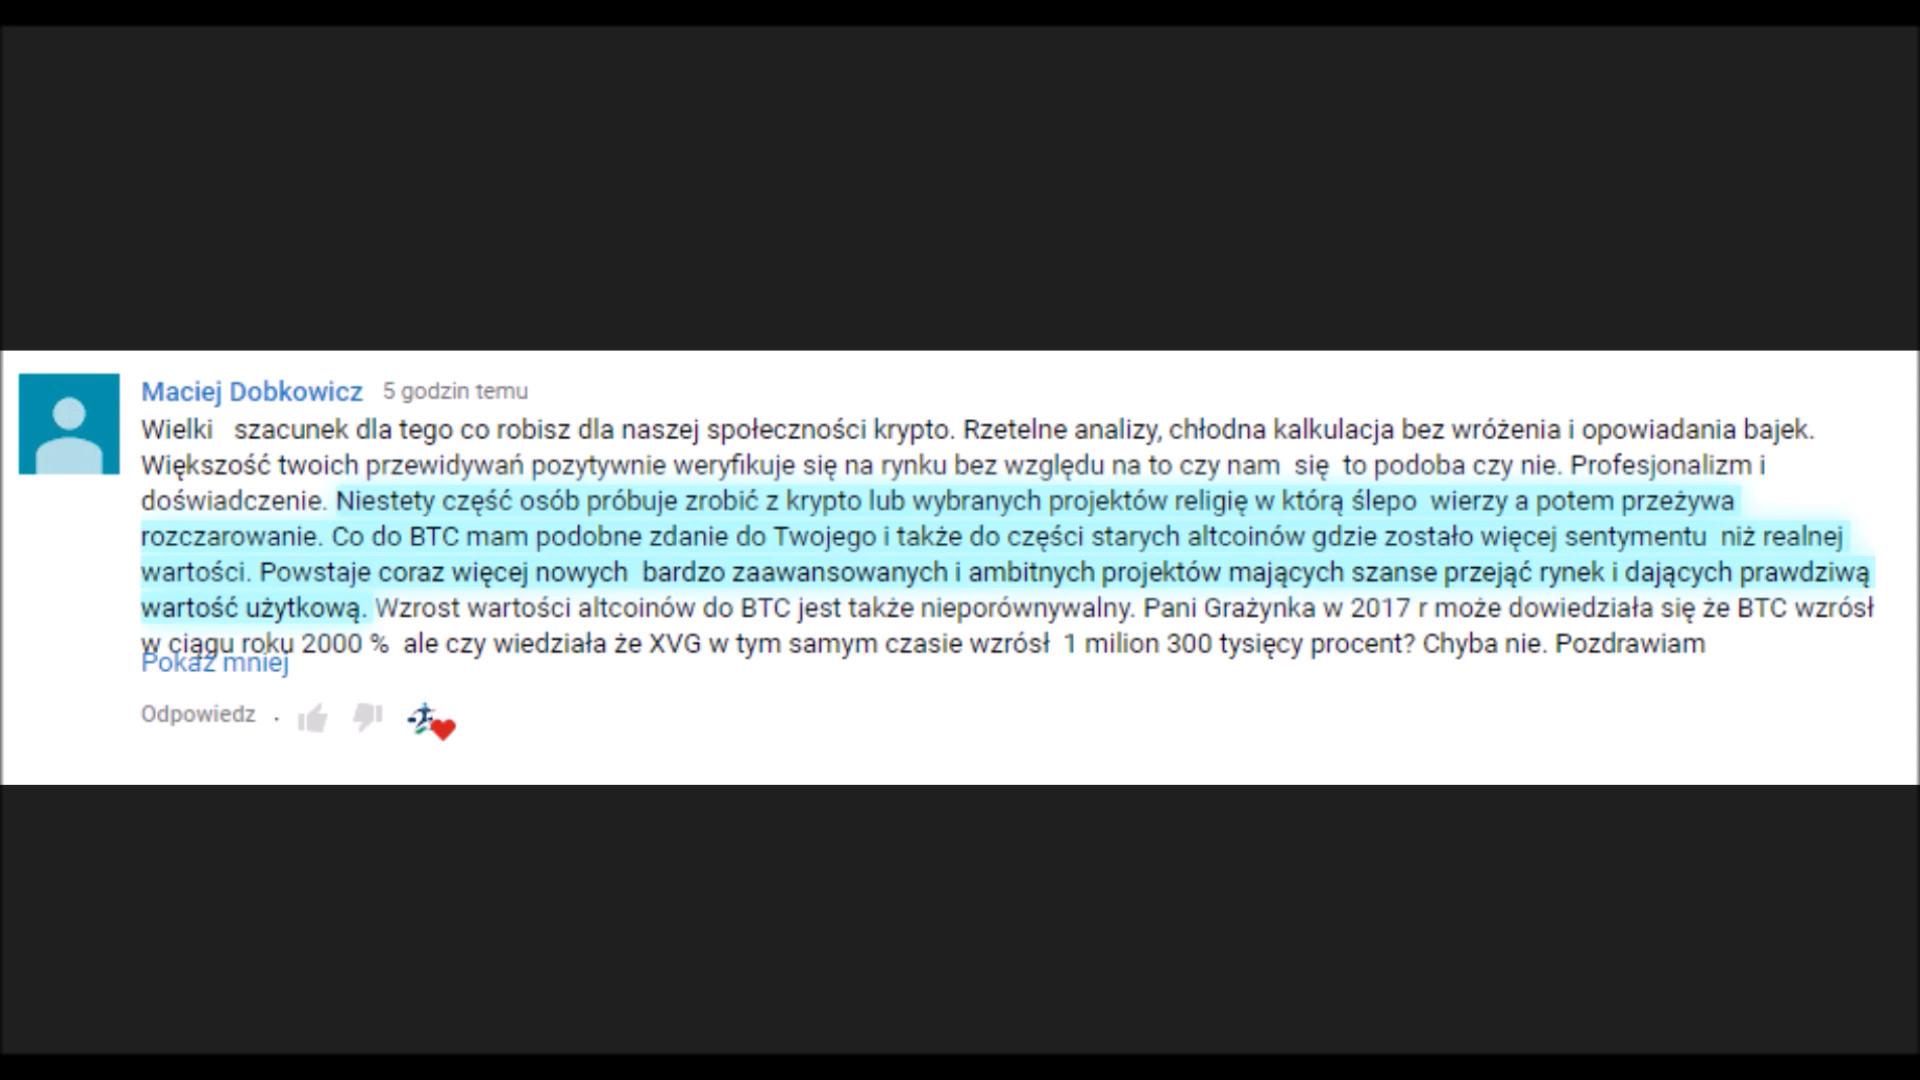 Maciej Dobkowicz 5 godzin temu
Wielki szacunek dla tego co robisz dla naszej społeczności krypto. Rzetelne analizy, chłodna kalkulacja bez wróżenia i opowiadania bajek.
Większość twoich przewidywań pozytywnie weryfikuje się na rynku bez względu na to czy nam się to podoba czy nie. Profesjonalizm i
doświadczenie. Niestety część osób próbuje zrobić z krypto lub wybranych projektów religię w którą ślepo wierzy a potem przeżywa
rozczarowanie. Co do BTC mam podobne zdanie do Twojego i także do części starych altcoinów gdzie zostało więcej sentymentu niż realnej
wartości. Powstaje coraz więcej nowych bardzo zaawansowanych i ambitnych projektów mających szanse przejąć rynek i dających prawdziwą
wartość użytkową. Wzrost wartości altcoinów do BTC jest także nieporównywalny. Pani Grażynka w 2017 r może dowiedziała się że BTC wzrósł
w ciągu roku 2000 % ale czy wiedziała że XVG w tym samym czasie wzrósł 1 milion 300 tysięcy procent? Chyba nie. Pozdrawiam
Pokaż mniej
Odpowiedz ·